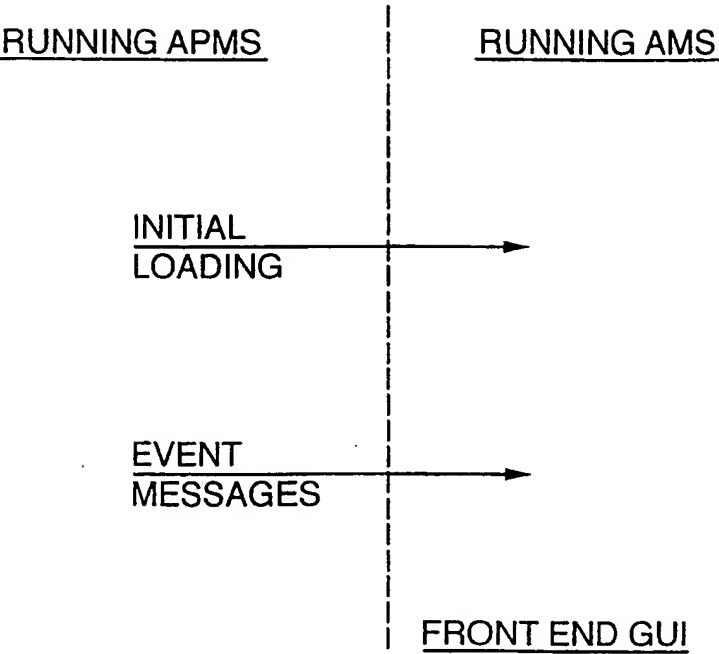 RUNNING APMS
RUNNING AMS
INITIAL
LOADING
EVENT
MESSAGES
FRONT END GUI